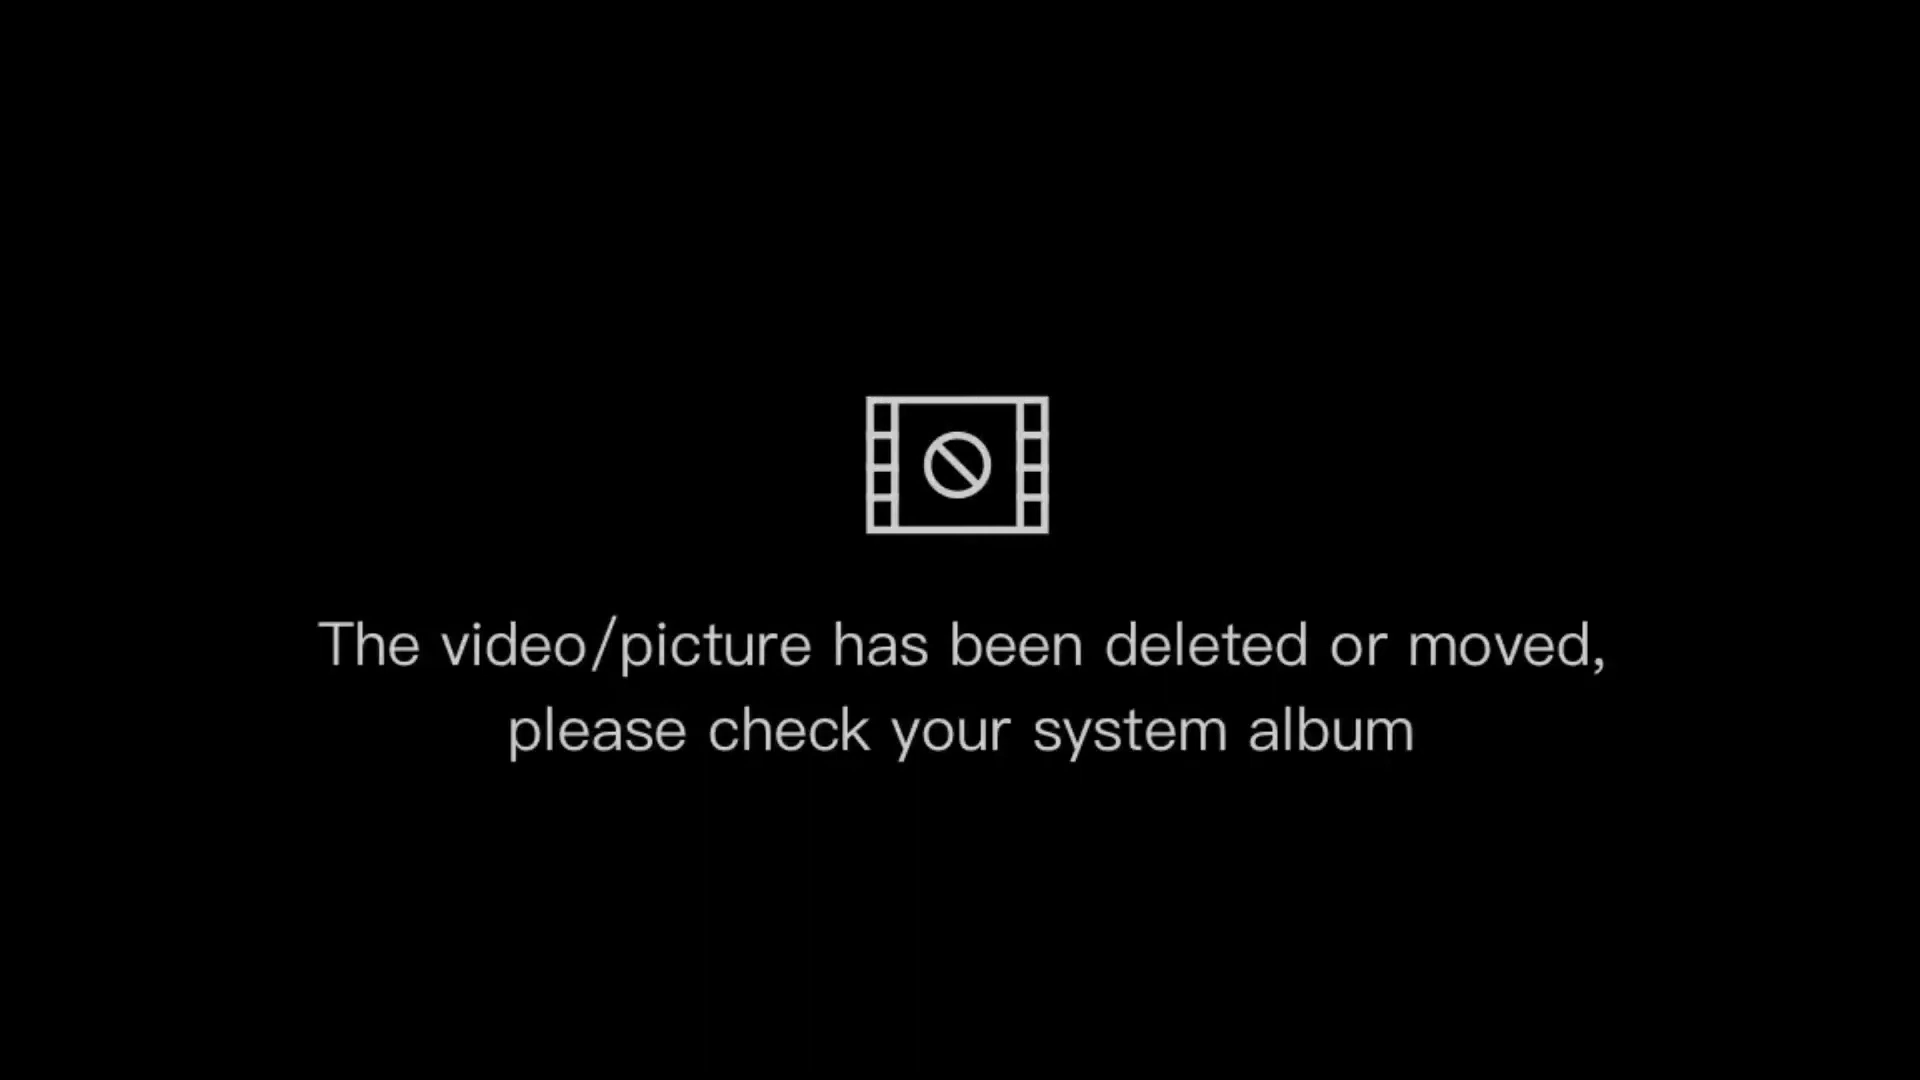 The video/picture has been deleted or moved,
please check your system album